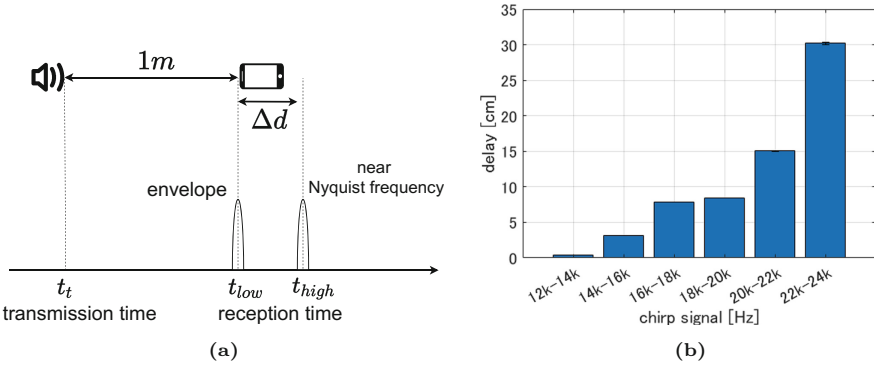 1m
Δd
envelope
near
Nyquist frequency
t_t
t_low
t_high
transmission time
reception time
(a)
delay [cm]
35
30
25
20
15
10
5
0
12k−14k
14k−16k
16k−18k
18k−20k
20k−22k
22k−24k
chirp signal [Hz]
(b)